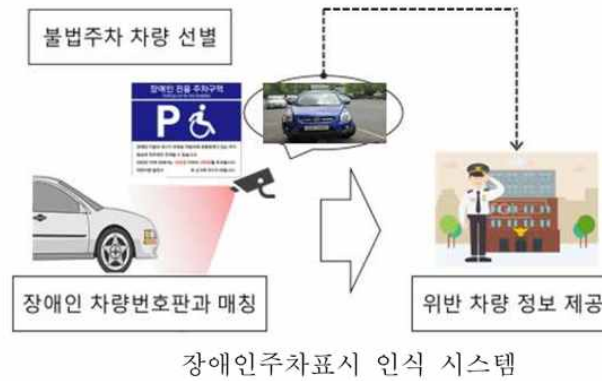 불법주차 차량 선별
장애인 전용 주차구역
P
장애인 차량번호판과 매칭
위반 차량 정보 제공
장애인주차표시 인식 시스템